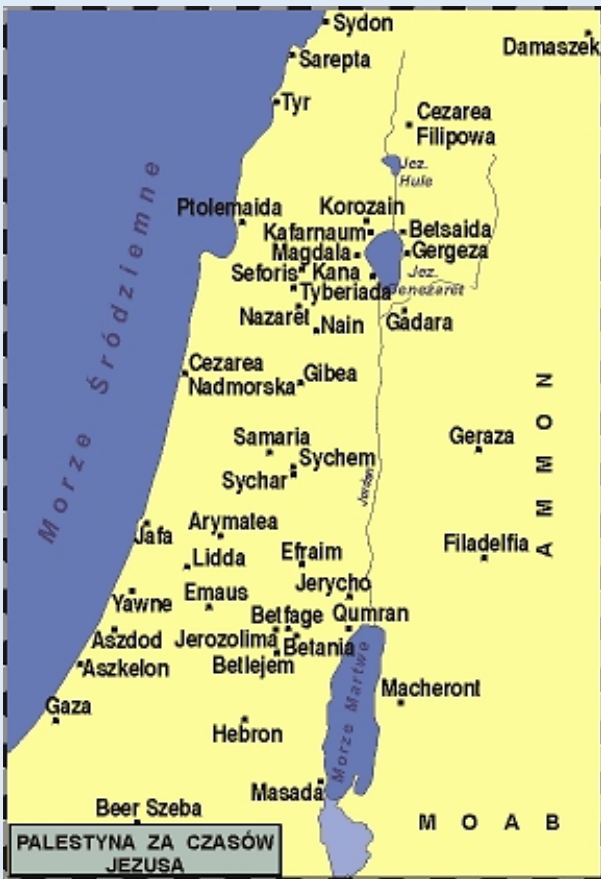 Sydon
Damaszek
Sarepta
Tyr
Cezarea
Filipowa
Jez.
Hule
Ptolemaida
Korozain
Kafarnaum
Betsaida
Magdala
Gergeza
Seforis
Kana
Jez.
Genezaret
Tyberiada
Nazaret
Nain
Gadara
Morze Śródziemne
Cezarea
Nadmorska
Gibea
AMMON
Samaria
Sychem
Geraza
Sychar
Jordan
Jafa
Arymatea
Lidda
Efraim
Filadelfia
Jerycho
Yawne
Emaus
Betfage
Qumran
Aszdod
Jerozolima
Betania
Aszkelon
Betlejem
Morze Martwe
Macheront
Gaza
Hebron
Masada
Beer Szeba
MOAB
PALESTYNA ZA CZASÓW
JEZUSA